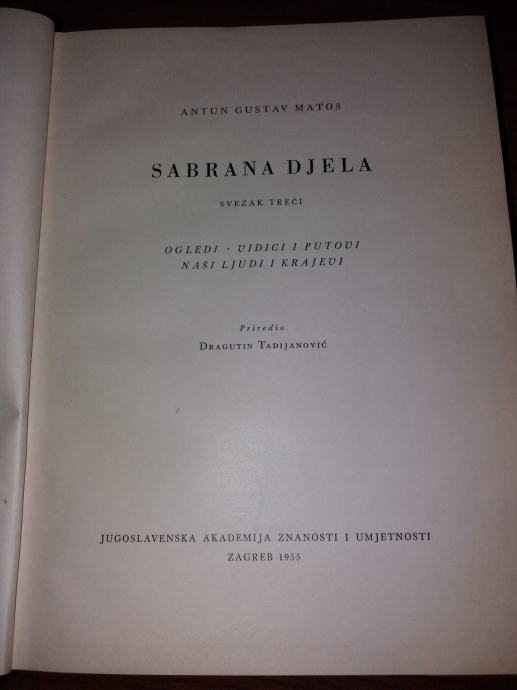 ANTUN GUSTAV MATOŠ
SABRANA DJELA
SVEZAK TREĆI
OGLEDI - VIDICI I PUTOVI
NAŠI LJUDI I KRAJEVI
Priredio
DRAGUTIN TADIJANOVIĆ
JUGOSLAVENSKA AKADEMIJA ZNANOSTI I UMJETNOSTI
ZAGREB 1955